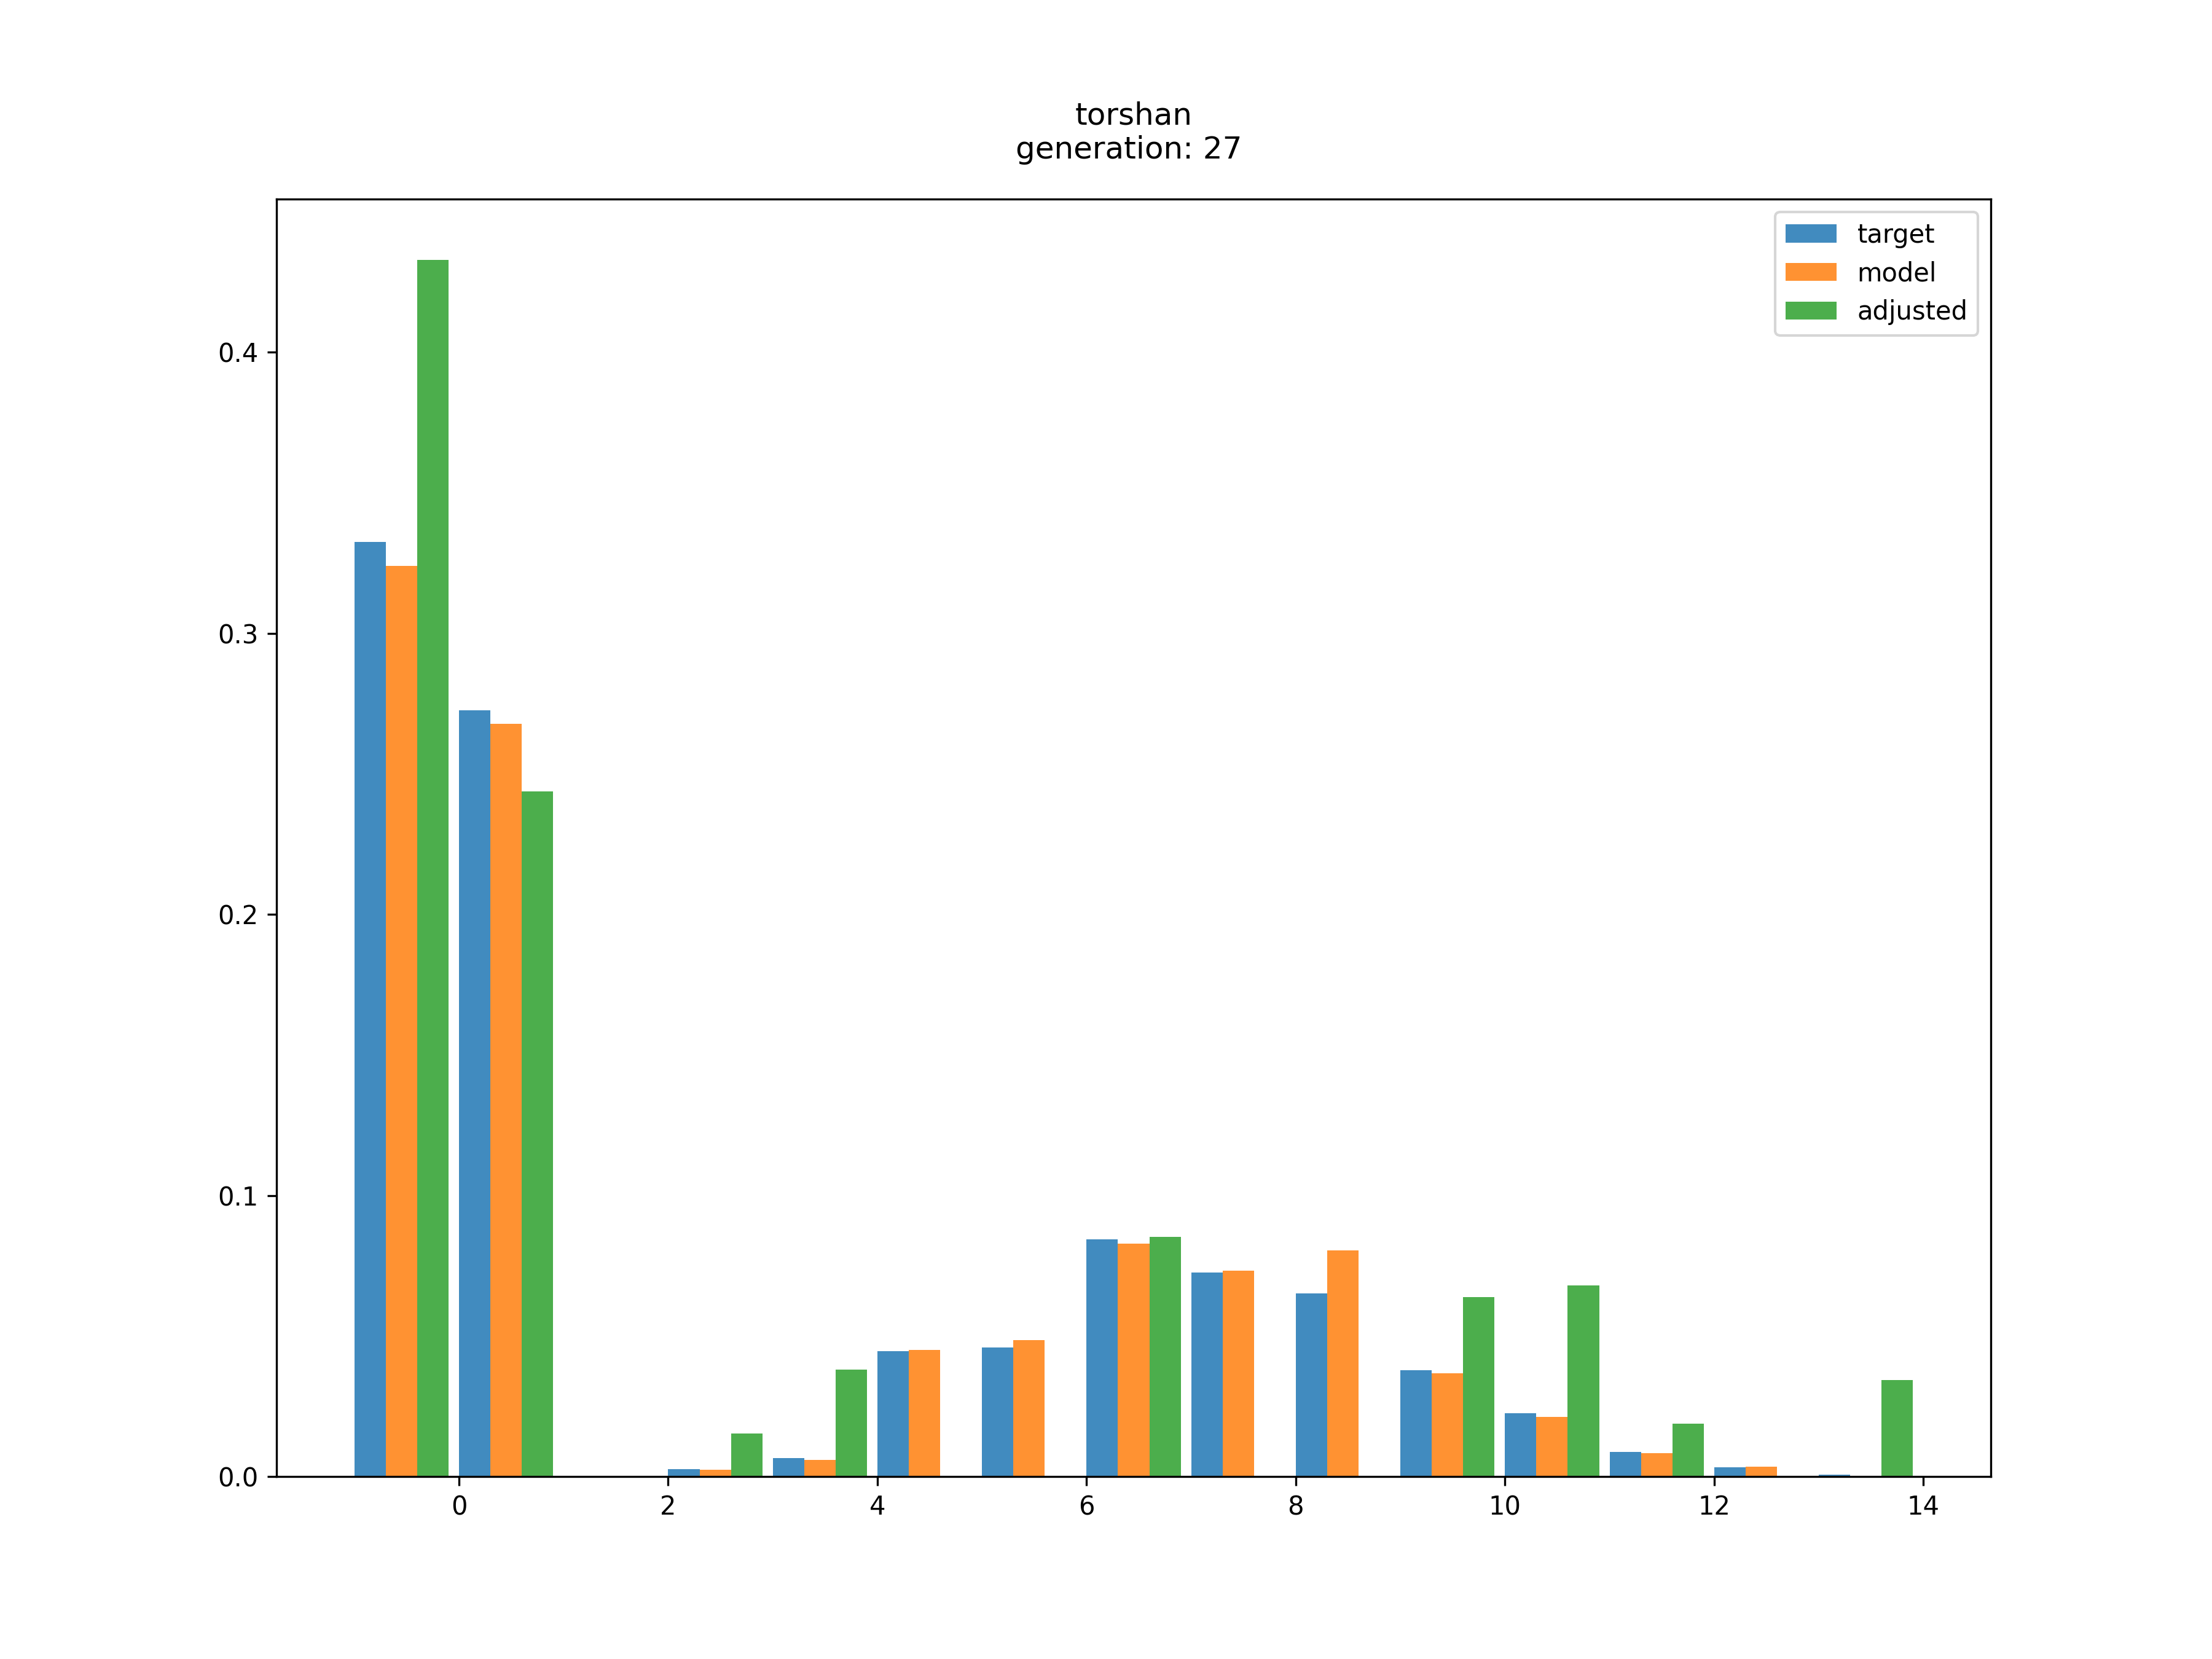 torshan
generation: 27
target
model
adjusted
0.4
0.3
0.2
0.1
0.0
0 2 4 6 8 10 12 14